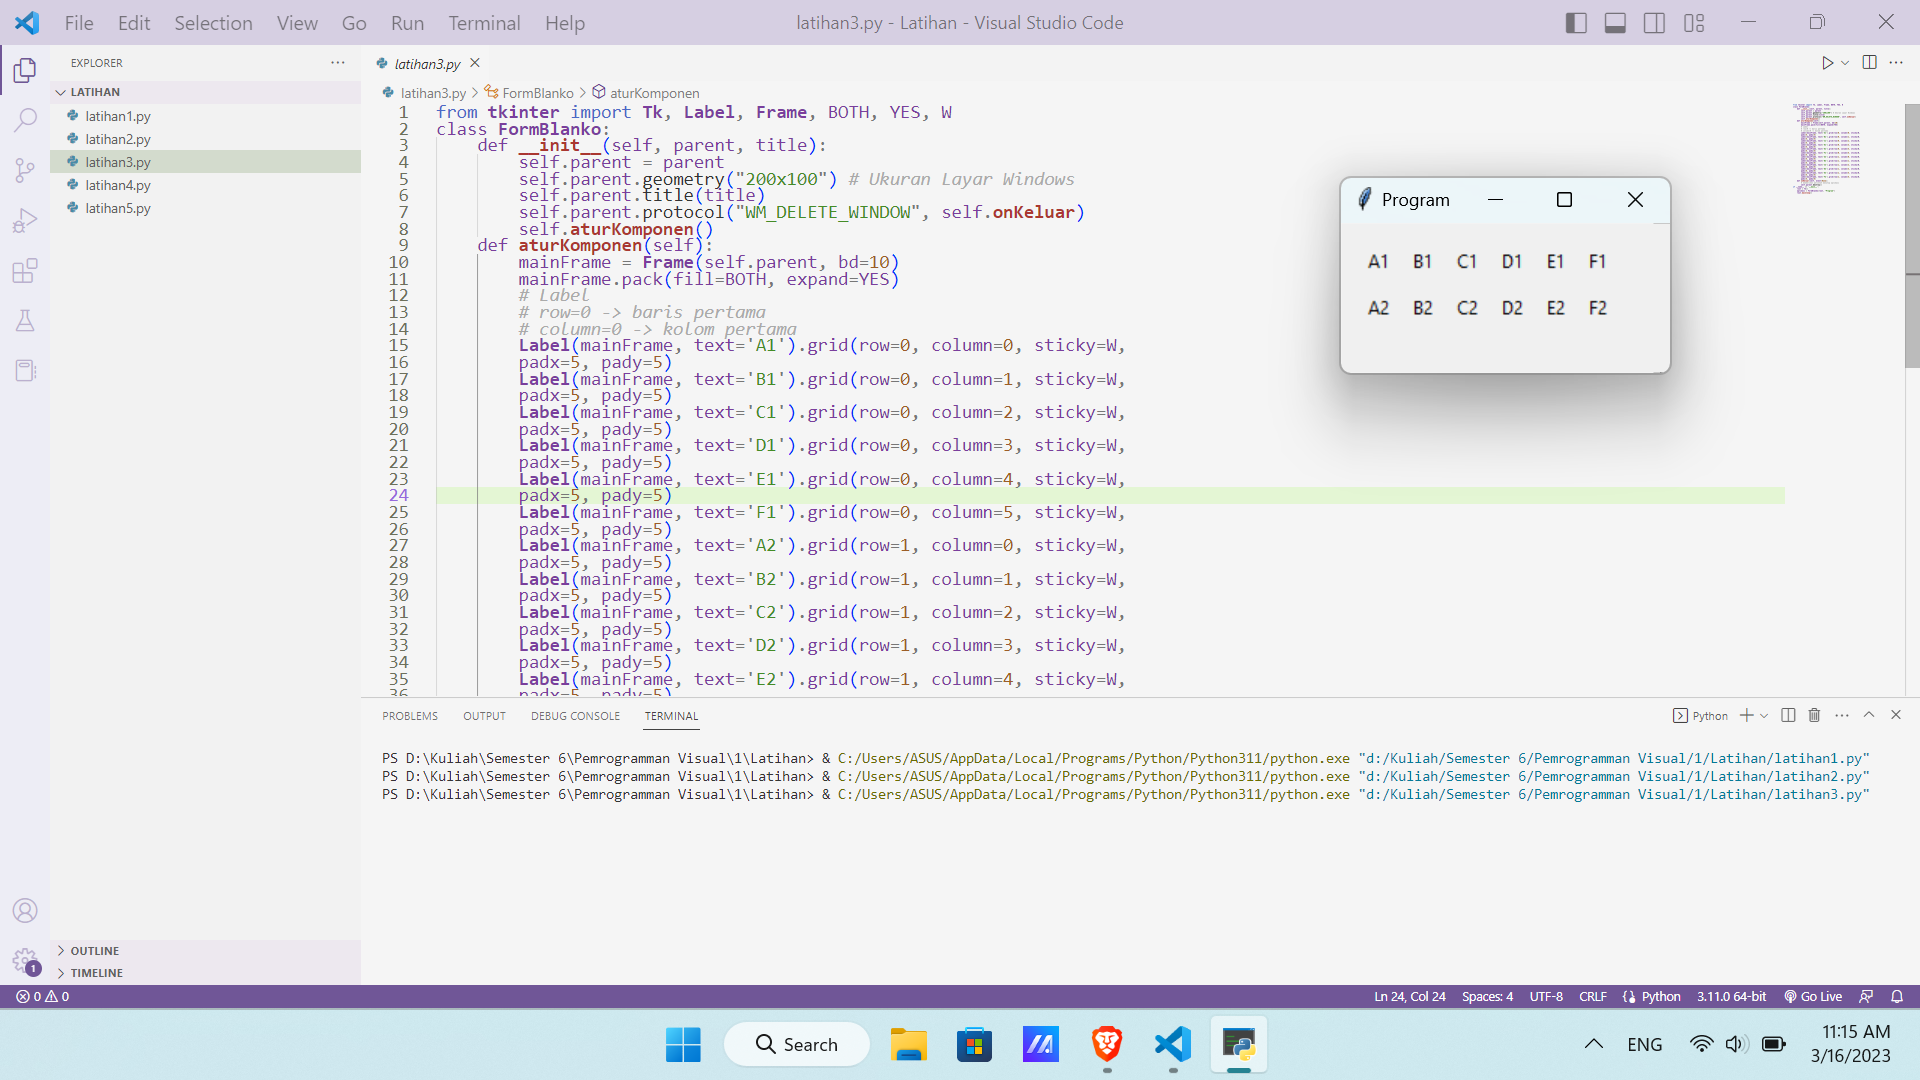 File Edit Selection View Go Run Terminal Help
latihan3.py - Latihan - Visual Studio Code
EXPLORER
LATIHAN
latihan1.py
latihan2.py
latihan3.py
latihan4.py
latihan5.py
OUTLINE
TIMELINE
latihan3.py
latihan3.py > FormBlanko > aturKomponen
1 from tkinter import Tk, Label, Frame, BOTH, YES, W
2 class FormBlanko:
3 def __init__(self, parent, title):
4 self.parent = parent
5 self.parent.geometry("200x100") # Ukuran Layar Windows
6 self.parent.title(title)
7 self.parent.protocol("WM_DELETE_WINDOW", self.onKeluar)
8 self.aturKomponen()
9 def aturKomponen(self):
10 mainFrame = Frame(self.parent, bd=10)
11 mainFrame.pack(fill=BOTH, expand=YES)
12 # Label
13 # row=0 -> baris pertama
14 # column=0 -> kolom pertama
15 Label(mainFrame, text='A1').grid(row=0, column=0, sticky=W,
16 padx=5, pady=5)
17 Label(mainFrame, text='B1').grid(row=0, column=1, sticky=W,
18 padx=5, pady=5)
19 Label(mainFrame, text='C1').grid(row=0, column=2, sticky=W,
20 padx=5, pady=5)
21 Label(mainFrame, text='D1').grid(row=0, column=3, sticky=W,
22 padx=5, pady=5)
23 Label(mainFrame, text='E1').grid(row=0, column=4, sticky=W,
24 padx=5, pady=5)
25 Label(mainFrame, text='F1').grid(row=0, column=5, sticky=W,
26 padx=5, pady=5)
27 Label(mainFrame, text='A2').grid(row=1, column=0, sticky=W,
28 padx=5, pady=5)
29 Label(mainFrame, text='B2').grid(row=1, column=1, sticky=W,
30 padx=5, pady=5)
31 Label(mainFrame, text='C2').grid(row=1, column=2, sticky=W,
32 padx=5, pady=5)
33 Label(mainFrame, text='D2').grid(row=1, column=3, sticky=W,
34 padx=5, pady=5)
35 Label(mainFrame, text='E2').grid(row=1, column=4, sticky=W,
36 padx=5, pady=5)
Program
A1 B1 C1 D1 E1 F1
A2 B2 C2 D2 E2 F2
PROBLEMS OUTPUT DEBUG CONSOLE TERMINAL
Python
PS D:\Kuliah\Semester 6\Pemrogramman Visual\1\Latihan> & C:/Users/ASUS/AppData/Local/Programs/Python/Python311/python.exe "d:/Kuliah/Semester 6/Pemrogramman Visual/1/Latihan/latihan1.py"
PS D:\Kuliah\Semester 6\Pemrogramman Visual\1\Latihan> & C:/Users/ASUS/AppData/Local/Programs/Python/Python311/python.exe "d:/Kuliah/Semester 6/Pemrogramman Visual/1/Latihan/latihan2.py"
PS D:\Kuliah\Semester 6\Pemrogramman Visual\1\Latihan> & C:/Users/ASUS/AppData/Local/Programs/Python/Python311/python.exe "d:/Kuliah/Semester 6/Pemrogramman Visual/1/Latihan/latihan3.py"
1
0 0
Ln 24, Col 24 Spaces: 4 UTF-8 CRLF Python 3.11.0 64-bit Go Live
Search
ENG
11:15 AM
3/16/2023